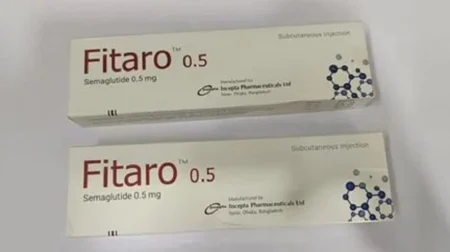 Fitaro™ 0.5
Subcutaneous Injection
Semaglutide 0.5 mg
Manufactured by
Incepta Pharmaceuticals Ltd
Savar, Dhaka, Bangladesh
Fitaro™ 0.5
Subcutaneous Injection
Semaglutide 0.5 mg
Manufactured by
Incepta Pharmaceuticals Ltd
Savar, Dhaka, Bangladesh